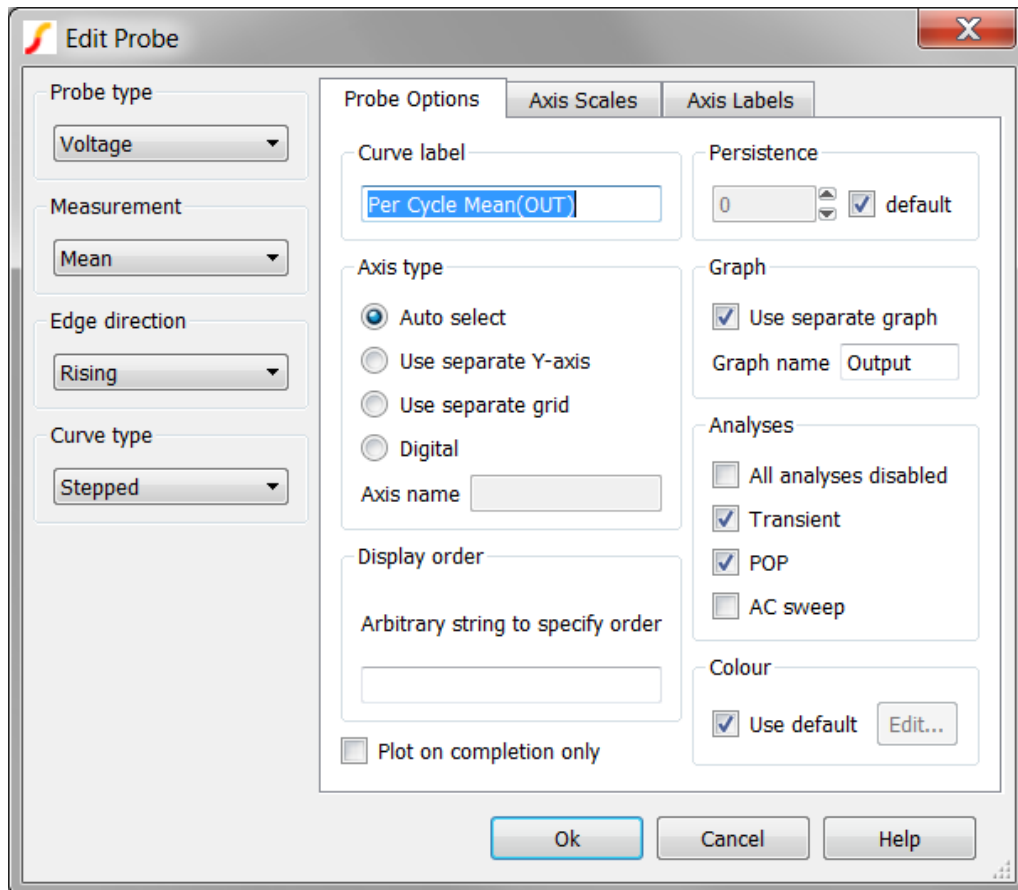 Edit Probe
Probe type
Voltage
Measurement
Mean
Edge direction
Rising
Curve type
Stepped
Probe Options
Axis Scales
Axis Labels
Curve label
Per Cycle Mean(OUT)
Axis type
Auto select
Use separate Y-axis
Use separate grid
Digital
Axis name
Display order
Arbitrary string to specify order
Plot on completion only
Persistence
0
default
Graph
Use separate graph
Graph name Output
Analyses
All analyses disabled
Transient
POP
AC sweep
Colour
Use default
Edit...
Ok
Cancel
Help